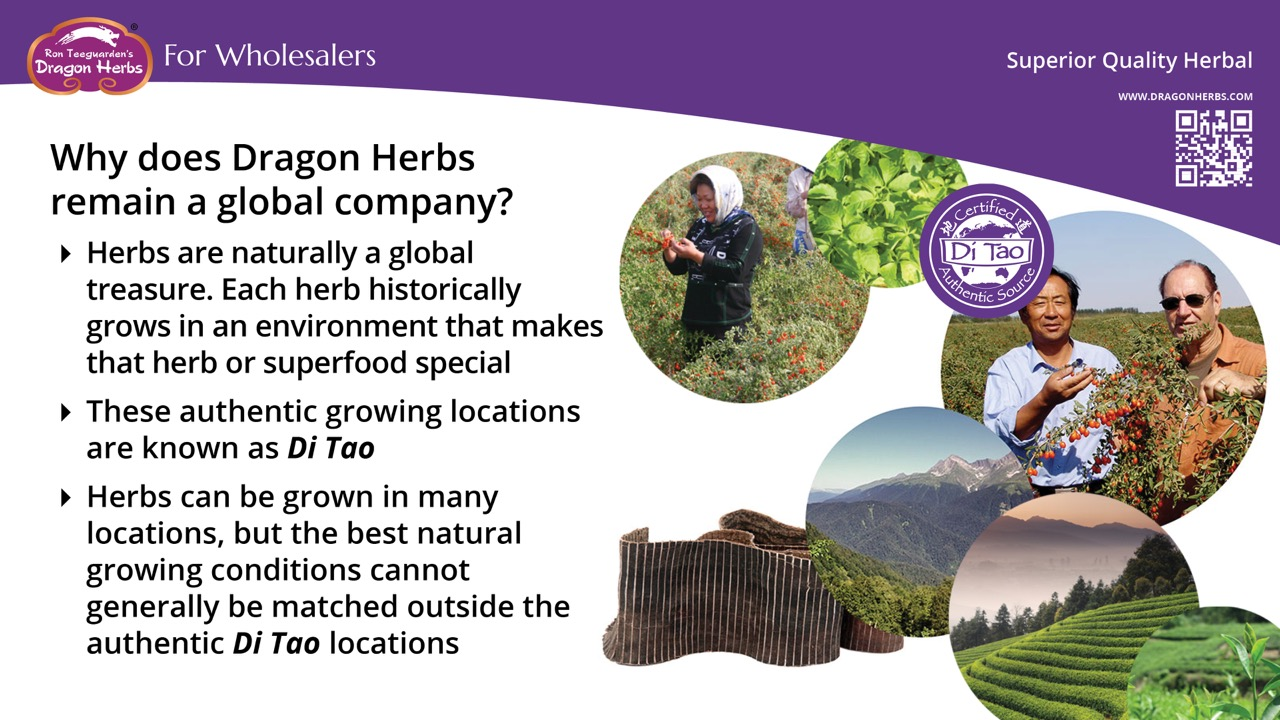 Ron Teeguarden's
Dragon Herbs
®
For Wholesalers
Superior Quality Herbal
WWW.DRAGONHERBS.COM
Why does Dragon Herbs
remain a global company?
Herbs are naturally a global
treasure. Each herb historically
grows in an environment that makes
that herb or superfood special
These authentic growing locations
are known as Di Tao
Herbs can be grown in many
locations, but the best natural
growing conditions cannot
generally be matched outside the
authentic Di Tao locations
Certified
地 道
Di Tao
Authentic Source